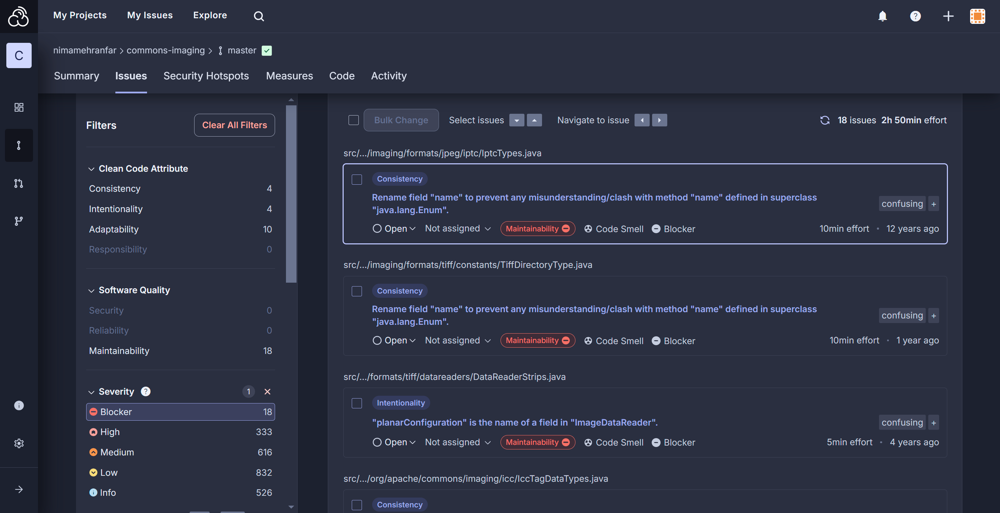 My Projects My Issues Explore
C
nimamehranfar > commons-imaging > master
Summary Issues Security Hotspots Measures Code Activity
Filters
Clear All Filters
Clean Code Attribute
Consistency 4
Intentionality 4
Adaptability 10
Responsibility 0
Software Quality
Security 0
Reliability 0
Maintainability 18
Severity ? 1
Blocker 18
High 333
Medium 616
Low 832
Info 526
Bulk Change Select issues Navigate to issue 18 issues 2h 50min effort
src/.../imaging/formats/jpeg/iptc/IptcTypes.java
Consistency
Rename field "name" to prevent any misunderstanding/clash with method "name" defined in superclass
"java.lang.Enum".
confusing +
Open Not assigned Maintainability Code Smell Blocker 10min effort • 12 years ago
src/.../imaging/formats/tiff/constants/TiffDirectoryType.java
Consistency
Rename field "name" to prevent any misunderstanding/clash with method "name" defined in superclass
"java.lang.Enum".
confusing +
Open Not assigned Maintainability Code Smell Blocker 10min effort • 1 year ago
src/.../formats/tiff/datareaders/DataReaderStrips.java
Intentionality
"planarConfiguration" is the name of a field in "ImageDataReader".
confusing +
Open Not assigned Maintainability Code Smell Blocker 5min effort • 4 years ago
src/.../org/apache/commons/imaging/icc/IccTagDataTypes.java
Consistency